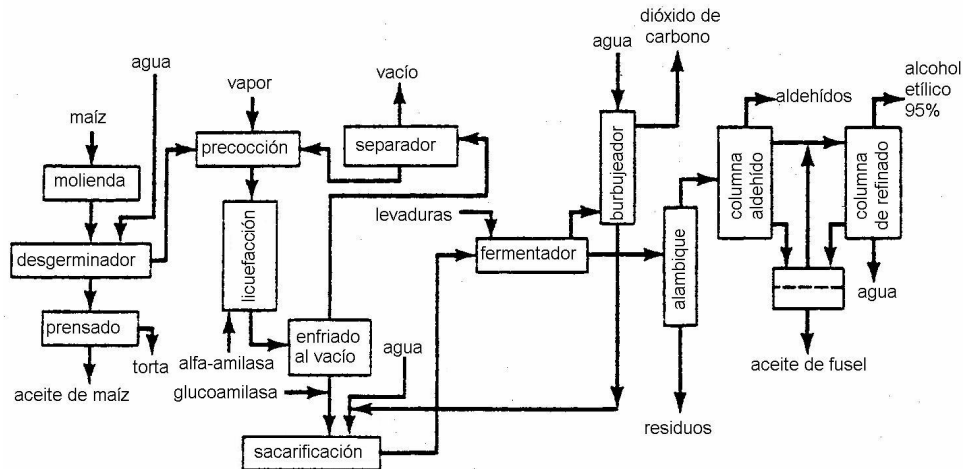 dióxido de
carbono
agua
alcohol
etílico
95%
agua
vapor
vacío
aldehídos
maíz
precocción
separador
molienda
burbujeador
columna
aldehído
columna
de refinado
levaduras
desgerminador
licuefacción
fermentador
alambique
agua
prensado
enfriado
al vacío
torta
alfa-amilasa
agua
aceite de fusel
aceite de maíz
glucoamilasa
residuos
sacarificación